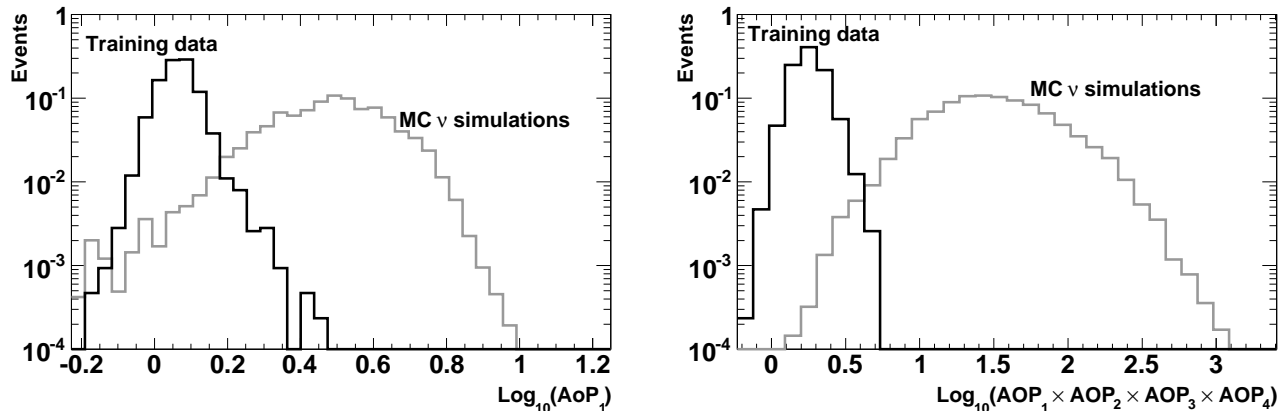 Events
1
10⁻¹
10⁻²
10⁻³
10⁻⁴
Training data
MC ν simulations
-0.2 0 0.2 0.4 0.6 0.8 1 1.2
Log₁₀(AoP₁)
Events
1
10⁻¹
10⁻²
10⁻³
10⁻⁴
Training data
MC ν simulations
0 0.5 1 1.5 2 2.5 3
Log₁₀(AOP₁ × AOP₂ × AOP₃ × AOP₄)